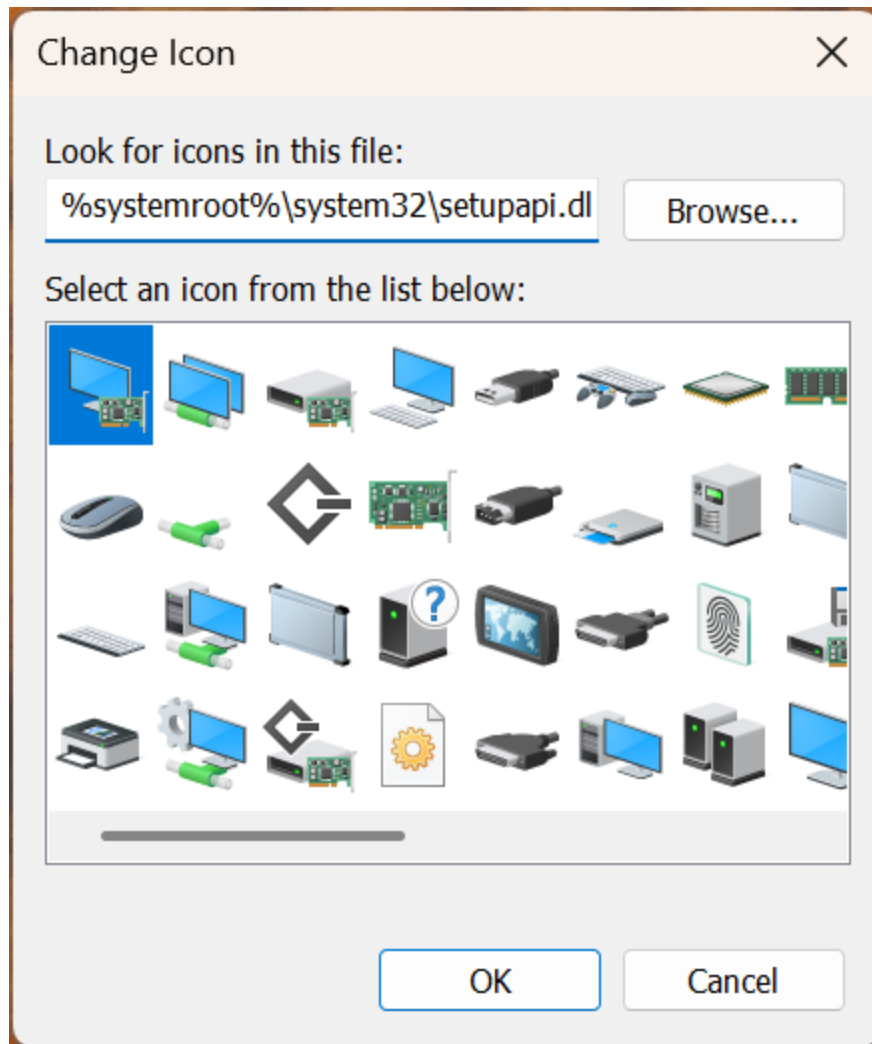 Change Icon
Look for icons in this file:
%systemroot%\system32\setupapi.dl
Browse...
Select an icon from the list below:
?
OK
Cancel